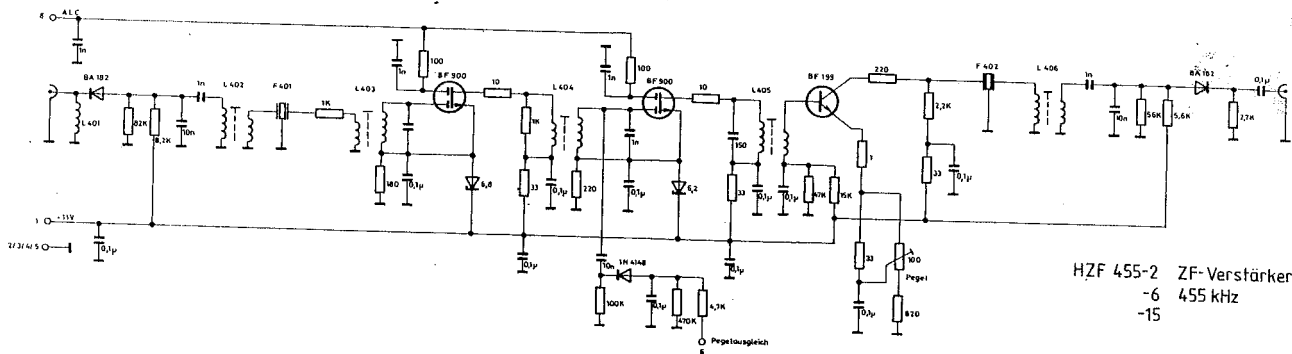 8 ALC
1n
100
100
1n
BF 900
10
1n
BF 900
10
BF 199
220
F 402
L 406
1n
BA 182
0,1µ
BA 182
1n
L 402
F 401
L 403
1K
L 404
L 405
2,2K
L 401
82K
8,2K
10n
1K
1n
150
10n
56K
5,6K
2,7K
180
0,1µ
6,8
33
0,1µ
220
0,1µ
6,2
33
0,1µ
47K
15K
33
0,1µ
0,1µ
2/3/4/5
0,1µ
10n
1N 4148
0,1µ
33
100
Pegel
100K
0,1µ
470K
4,7K
0,1µ
820
Pegelausgleich
6
HZF 455-2 ZF-Verstärker
-6 455 kHz
-15